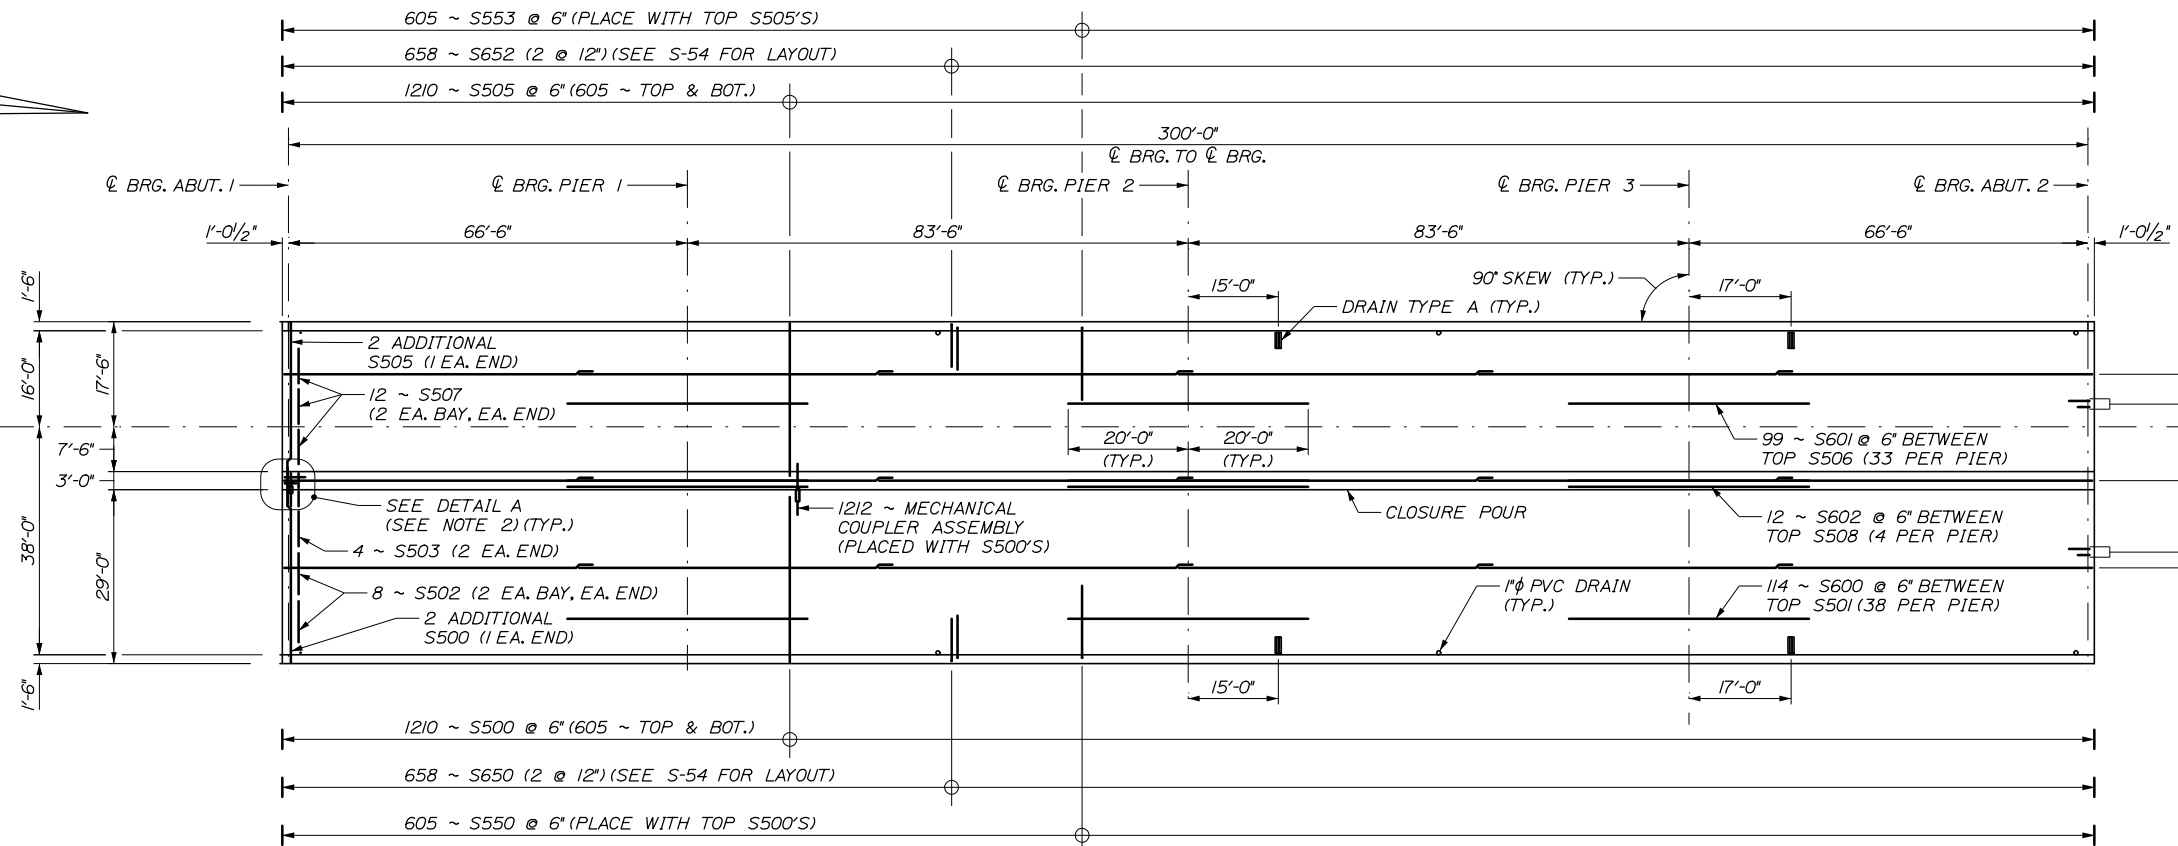 605 ~ S553 @ 6" (PLACE WITH TOP S505'S)
658 ~ S652 (2 @ 12") (SEE S-54 FOR LAYOUT)
1210 ~ S505 @ 6" (605 ~ TOP & BOT.)
300'-0"
℄ BRG. TO ℄ BRG.
℄ BRG. ABUT. 1
℄ BRG. PIER 1
℄ BRG. PIER 2
℄ BRG. PIER 3
℄ BRG. ABUT. 2
1'-0 1/2"
66'-6"
83'-6"
83'-6"
66'-6"
1'-0 1/2"
1'-6"
16'-0"
17'-6"
7'-6"
3'-0"
38'-0"
29'-0"
1'-6"
15'-0"
DRAIN TYPE A (TYP.)
90° SKEW (TYP.)
17'-0"
2 ADDITIONAL
S505 (1 EA. END)
12 ~ S507
(2 EA. BAY, EA. END)
20'-0"
(TYP.)
20'-0"
(TYP.)
99 ~ S601 @ 6" BETWEEN
TOP S506 (33 PER PIER)
SEE DETAIL A
(SEE NOTE 2) (TYP.)
1212 ~ MECHANICAL
COUPLER ASSEMBLY
(PLACED WITH S500'S)
CLOSURE POUR
12 ~ S602 @ 6" BETWEEN
TOP S508 (4 PER PIER)
4 ~ S503 (2 EA. END)
8 ~ S502 (2 EA. BAY, EA. END)
2 ADDITIONAL
S500 (1 EA. END)
1"ϕ PVC DRAIN
(TYP.)
114 ~ S600 @ 6" BETWEEN
TOP S501 (38 PER PIER)
15'-0"
17'-0"
1210 ~ S500 @ 6" (605 ~ TOP & BOT.)
658 ~ S650 (2 @ 12") (SEE S-54 FOR LAYOUT)
605 ~ S550 @ 6" (PLACE WITH TOP S500'S)